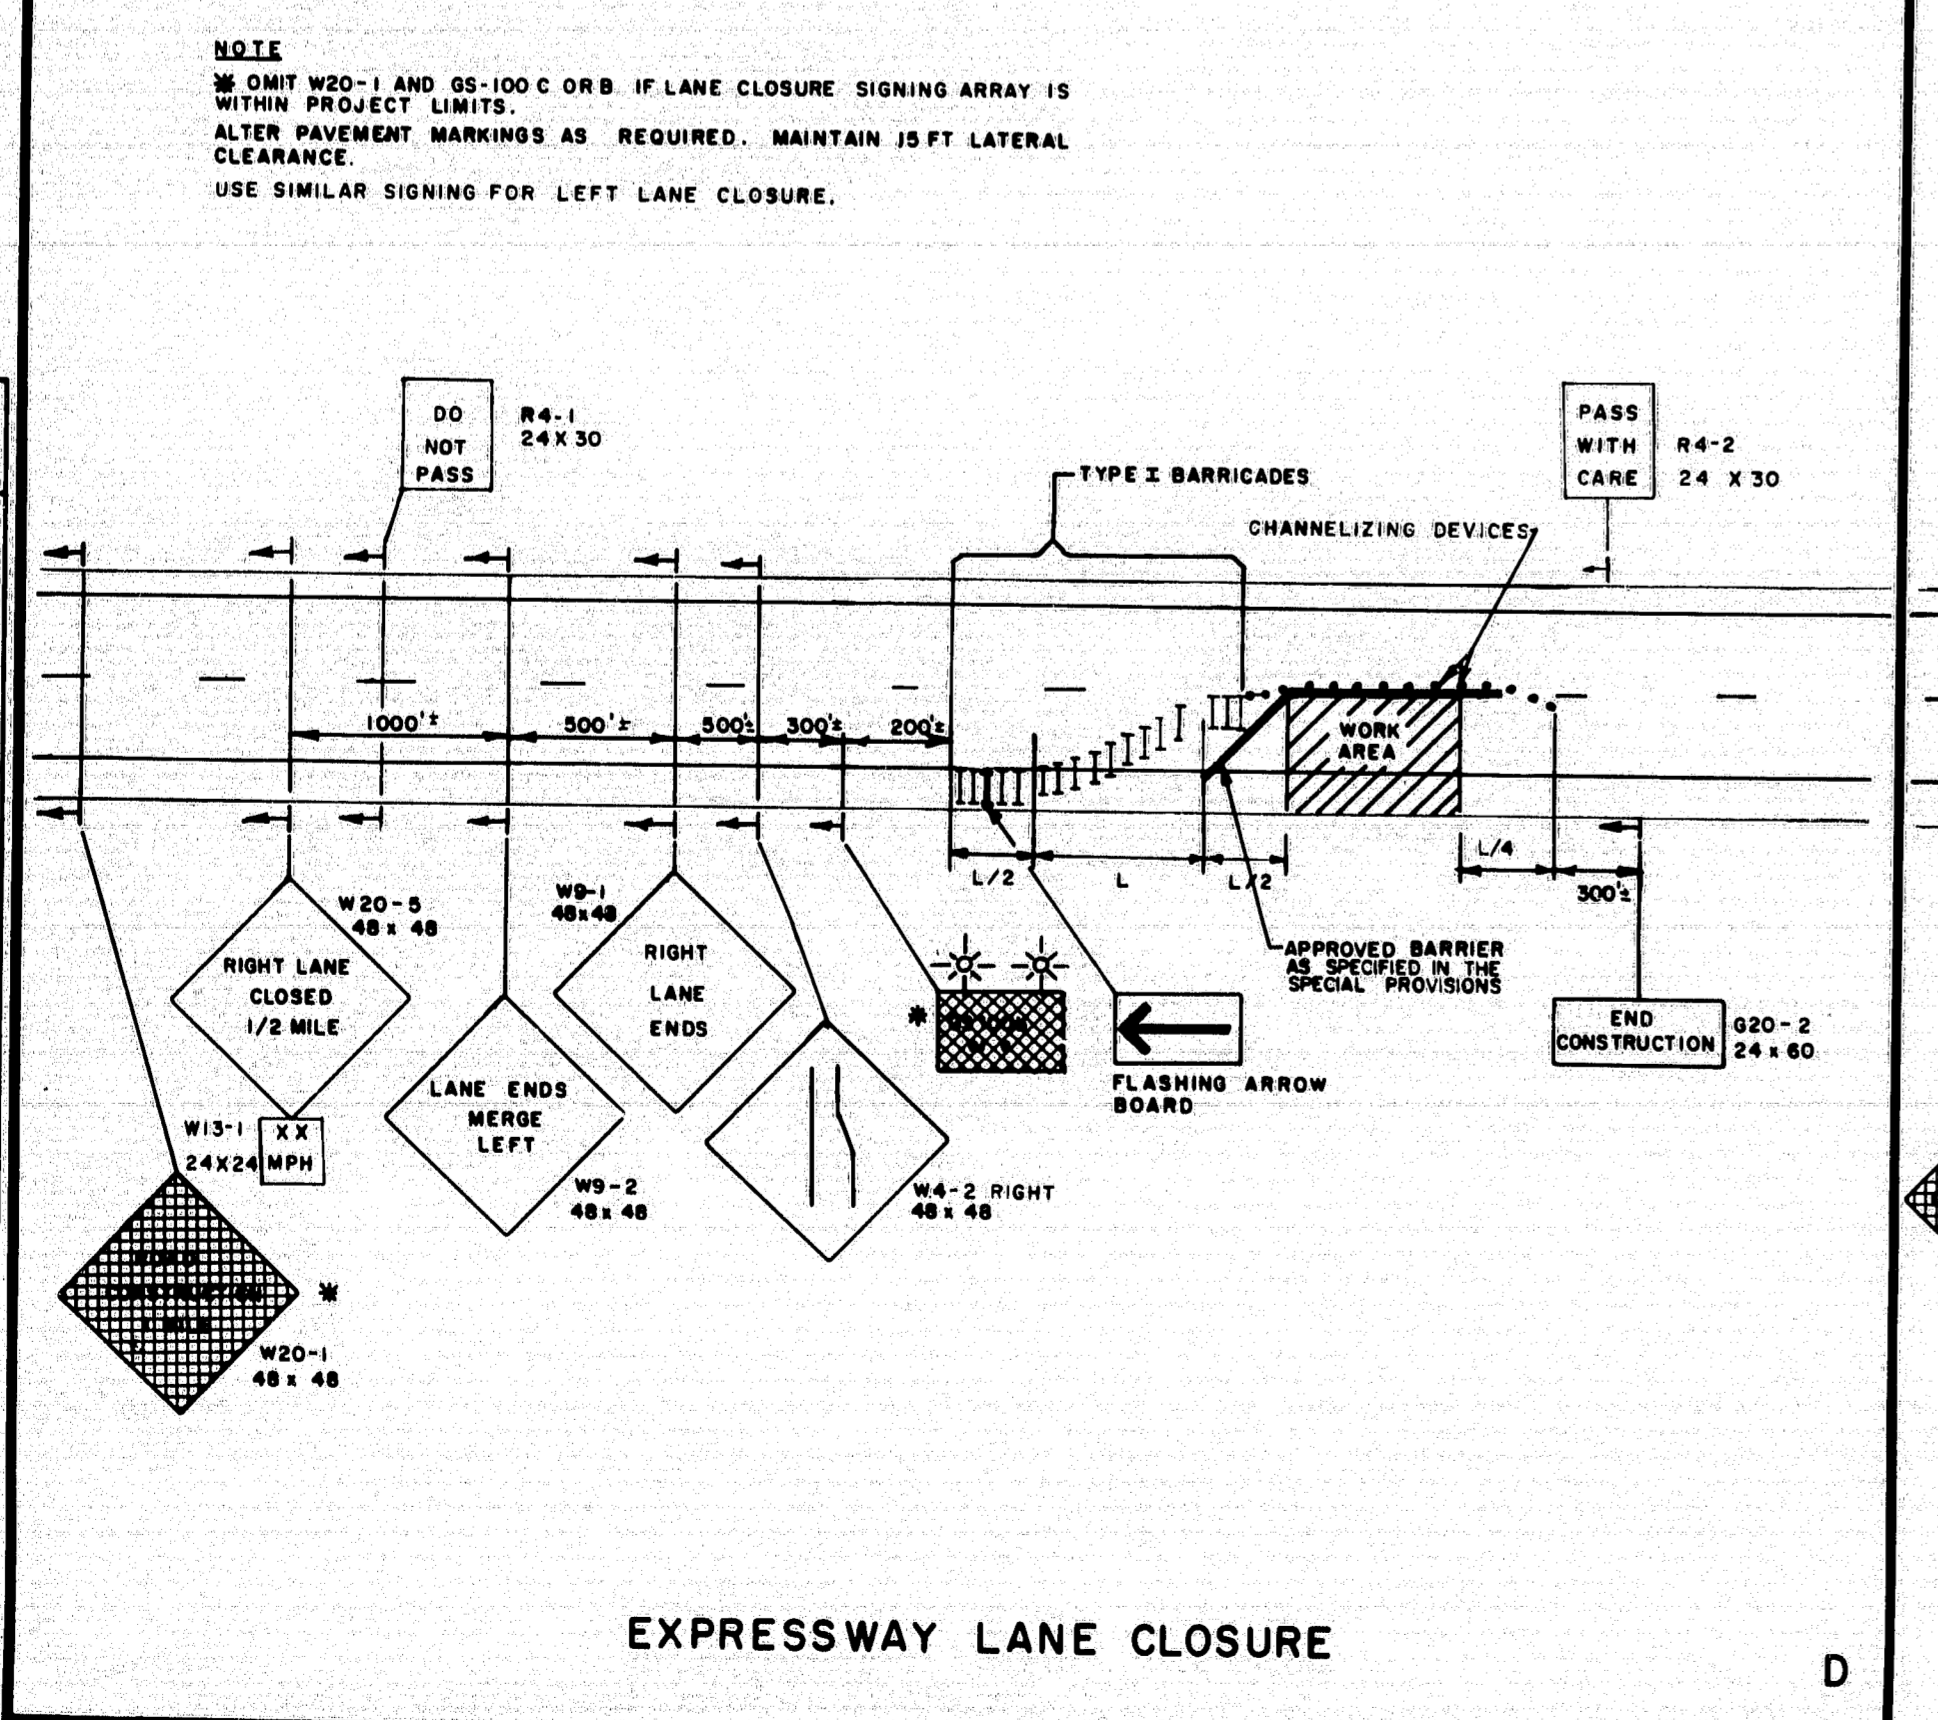 NOTE
* OMIT W20-1 AND GS-100 C OR B IF LANE CLOSURE SIGNING ARRAY IS
WITHIN PROJECT LIMITS.
ALTER PAVEMENT MARKINGS AS REQUIRED. MAINTAIN 15 FT LATERAL
CLEARANCE.
USE SIMILAR SIGNING FOR LEFT LANE CLOSURE.
DO
NOT
PASS
R4-1
24 X 30
PASS
WITH
CARE
R4-2
24 X 30
TYPE I BARRICADES
CHANNELIZING DEVICES
1000'±
500'±
500'±
300'±
200'±
WORK
AREA
L/2
L
L/2
L/4
300'±
W20-5
48 x 48
RIGHT LANE
CLOSED
1/2 MILE
W13-1
24X24
XX
MPH
LANE ENDS
MERGE
LEFT
W9-2
48 x 48
W9-1
48 x 48
RIGHT
LANE
ENDS
W4-2 RIGHT
48 x 48
*
FLASHING ARROW
BOARD
APPROVED BARRIER
AS SPECIFIED IN THE
SPECIAL PROVISIONS
END
CONSTRUCTION
G20-2
24 x 60
ROAD
CONSTRUCTION
1 MILE
*
W20-1
48 x 48
EXPRESSWAY LANE CLOSURE
D